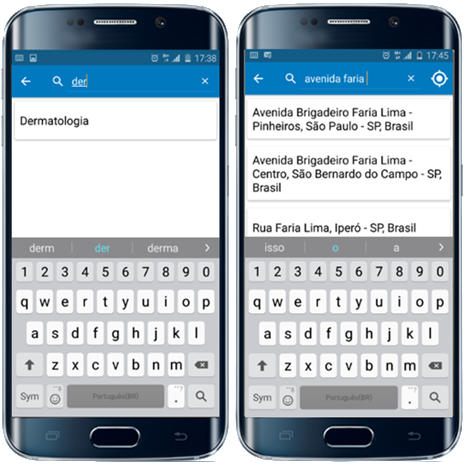 17:38
der
Dermatologia
derm
der
derma
1 2 3 4 5 6 7 8 9 0
q w e r t y u i o p
a s d f g h j k l
z x c v b n m
Sym
Português(BR)
.
17:45
avenida faria
Avenida Brigadeiro Faria Lima -
Pinheiros, São Paulo - SP, Brasil
Avenida Brigadeiro Faria Lima -
Centro, São Bernardo do Campo - SP,
Brasil
Rua Faria Lima, Iperó - SP, Brasil
isso
o
a
1 2 3 4 5 6 7 8 9 0
q w e r t y u i o p
a s d f g h j k l
z x c v b n m
Sym
Português(BR)
.